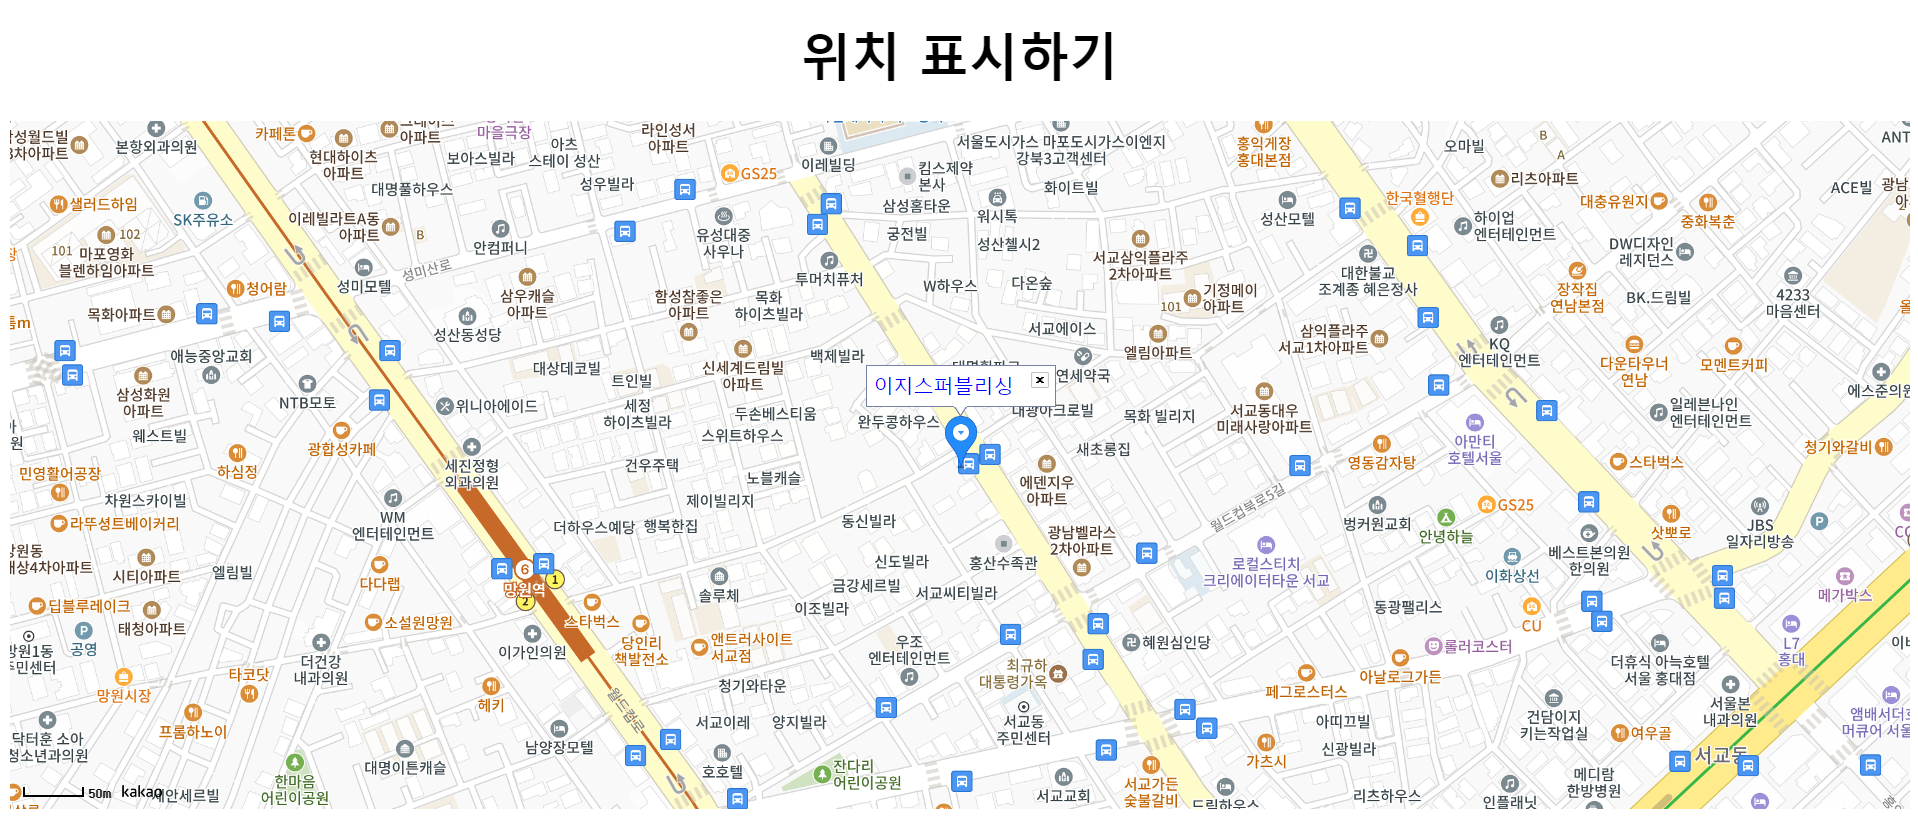 위치 표시하기
본항외과의원
카페톤
현대하이츠
아파트
마을극장
보아스빌라
아츠
스테이 성산
라인성서
아파트
GS25
이레빌딩
킴스제약
본사
서울도시가스 마포도시가스이엔지
강북3고객센터
홍익게장
홍대본점
오마빌
B
A
리츠아파트
ANT
ACE빌
샐러드하임
SK주유소
대명풀하우스
성우빌라
삼성홈타운
화이트빌
워시톡
한국혈행단
대충유원지
중화복춘
이레빌라트A동
아파트
B
안컴퍼니
유성대중
사우나
궁전빌
성산첼시2
성산모텔
하이업
엔터테인먼트
DW디자인
레지던스
101
102
마포영화
블렌하임아파트
성미산로
성미모텔
투머치퓨처
서교삼익플라주
2차아파트
대한불교
조계종 혜은정사
장작집
연남본점
BK.드림빌
4233
마음센터
청어람
삼우캐슬
아파트
함성참좋은
아파트
목화
하이츠빌라
W하우스
다온숲
기정메이
아파트
101
목화아파트
성산동성당
서교에이스
삼익플라주
서교1차아파트
KQ
엔터테인먼트
애능중앙교회
대상데코빌
신세계드림빌
아파트
백제빌라
엘림아파트
다운타우너
연남
모멘트커피
삼성화원
아파트
NTB모토
위니아에이드
트인빌
세정
하이츠빌라
두손베스티움
이지스퍼블리싱
연세약국
대광아크로빌
목화 빌리지
서교동대우
미래사랑아파트
일레븐나인
엔터테인먼트
에스준의원
웨스트빌
광합성카페
스위트하우스
완두콩하우스
새초롱집
영동감자탕
아만티
호텔서울
스타벅스
청기와갈비
민영활어공장
하심정
세진정형
외과의원
건우주택
노블캐슬
에덴지우
아파트
차원스카이빌
제이빌리지
월드컵북로5길
GS25
라뚜셩트베이커리
WM
엔터테인먼트
더하우스예당
행복한집
동신빌라
광남벨라스
2차아파트
벙커원교회
안녕하늘
삿뽀로
JBS
일자리방송
P
베스트본의원
한의원
시티아파트
엘림빌
다다랩
6
망원역
1
2
신도빌라
홍산수족관
로컬스티치
크리에이터타운 서교
이화상선
메가박스
딥블루레이크
태청아파트
솔루체
금강세르빌
서교씨티빌라
이조빌라
동광팰리스
CU
P
공영
소설원망원
스타벅스
당인리
책발전소
앤트러사이트
서교점
우조
엔터테인먼트
혜원심인당
롤러코스터
L7
홍대
더건강
내과의원
이가인의원
최규하
대통령가옥
더휴식 아늑호텔
서울 홍대점
망원시장
타코닷
헤키
청기와타운
페그로스터스
아날로그가든
서울본
내과의원
프롬하노이
월드컵로
서교이레
양지빌라
서교동
주민센터
아띠끄빌
건담이지
키는작업실
여우골
닥터훈 소아
청소년과의원
남양장모텔
가츠시
신광빌라
서교동
대명이튼캐슬
호호텔
한마음
어린이공원
잔다리
어린이공원
서교교회
서교가든
숯불갈비
드림하우스
리츠하우스
인플래닛
메디람
한방병원
50m
kakao